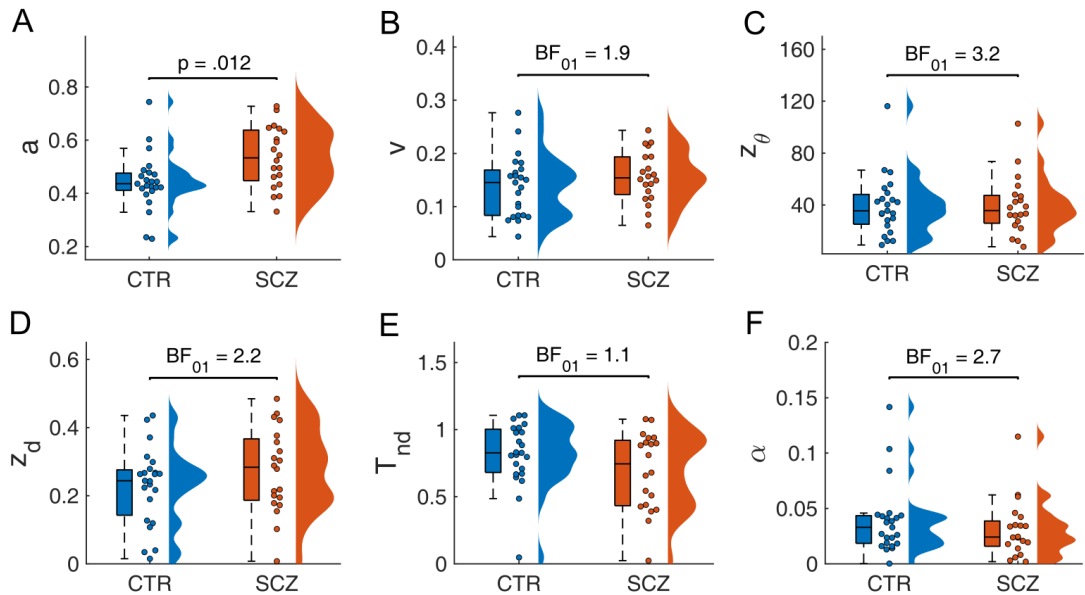 A
a
p = .012
0.8
0.6
0.4
0.2
CTR
SCZ
B
v
BF01 = 1.9
0.4
0.3
0.2
0.1
0
CTR
SCZ
C
zθ
BF01 = 3.2
160
120
80
40
CTR
SCZ
D
zd
BF01 = 2.2
0.6
0.4
0.2
0
CTR
SCZ
E
Tnd
BF01 = 1.1
1.5
1
0.5
0
CTR
SCZ
F
α
BF01 = 2.7
0.2
0.15
0.1
0.05
0
CTR
SCZ